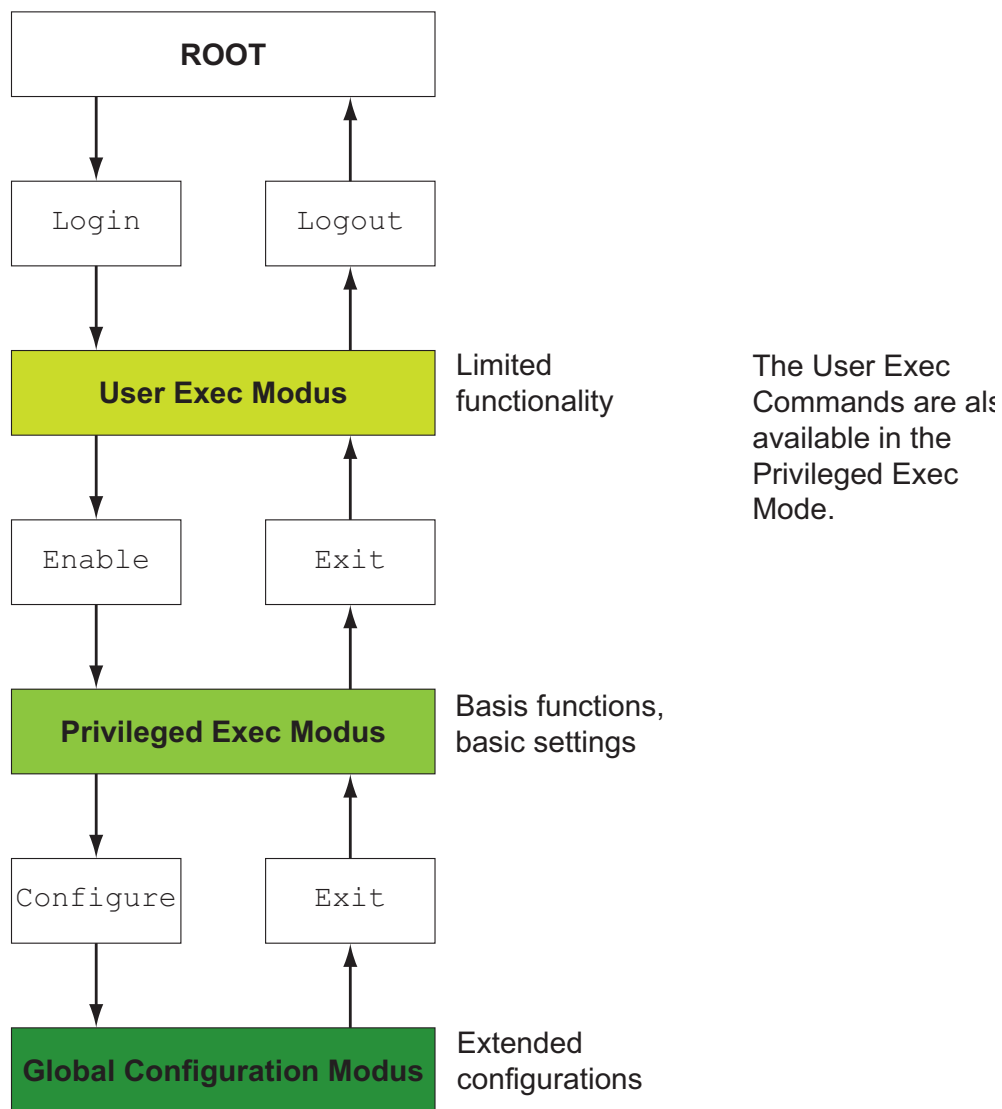 ROOT
Login
Logout
User Exec Modus
Limited
functionality
The User Exec
Commands are als
available in the
Privileged Exec
Mode.
Enable
Exit
Privileged Exec Modus
Basis functions,
basic settings
Configure
Exit
Global Configuration Modus
Extended
configurations